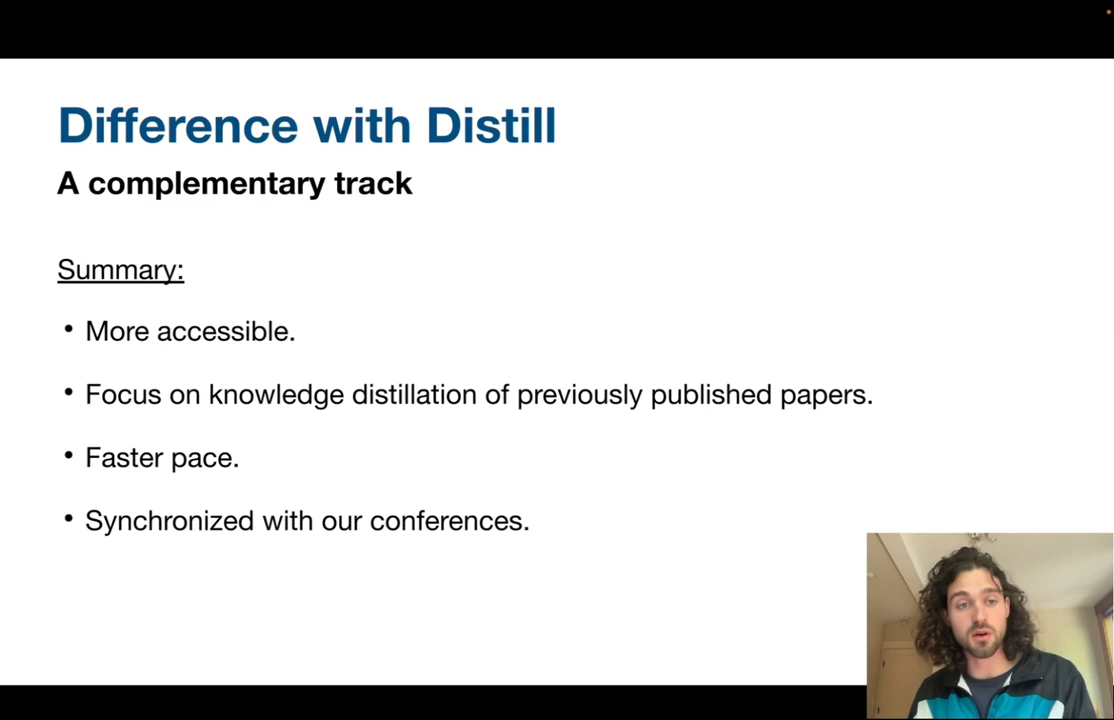 Difference with Distill
A complementary track
Summary:
• More accessible.
• Focus on knowledge distillation of previously published papers.
• Faster pace.
• Synchronized with our conferences.